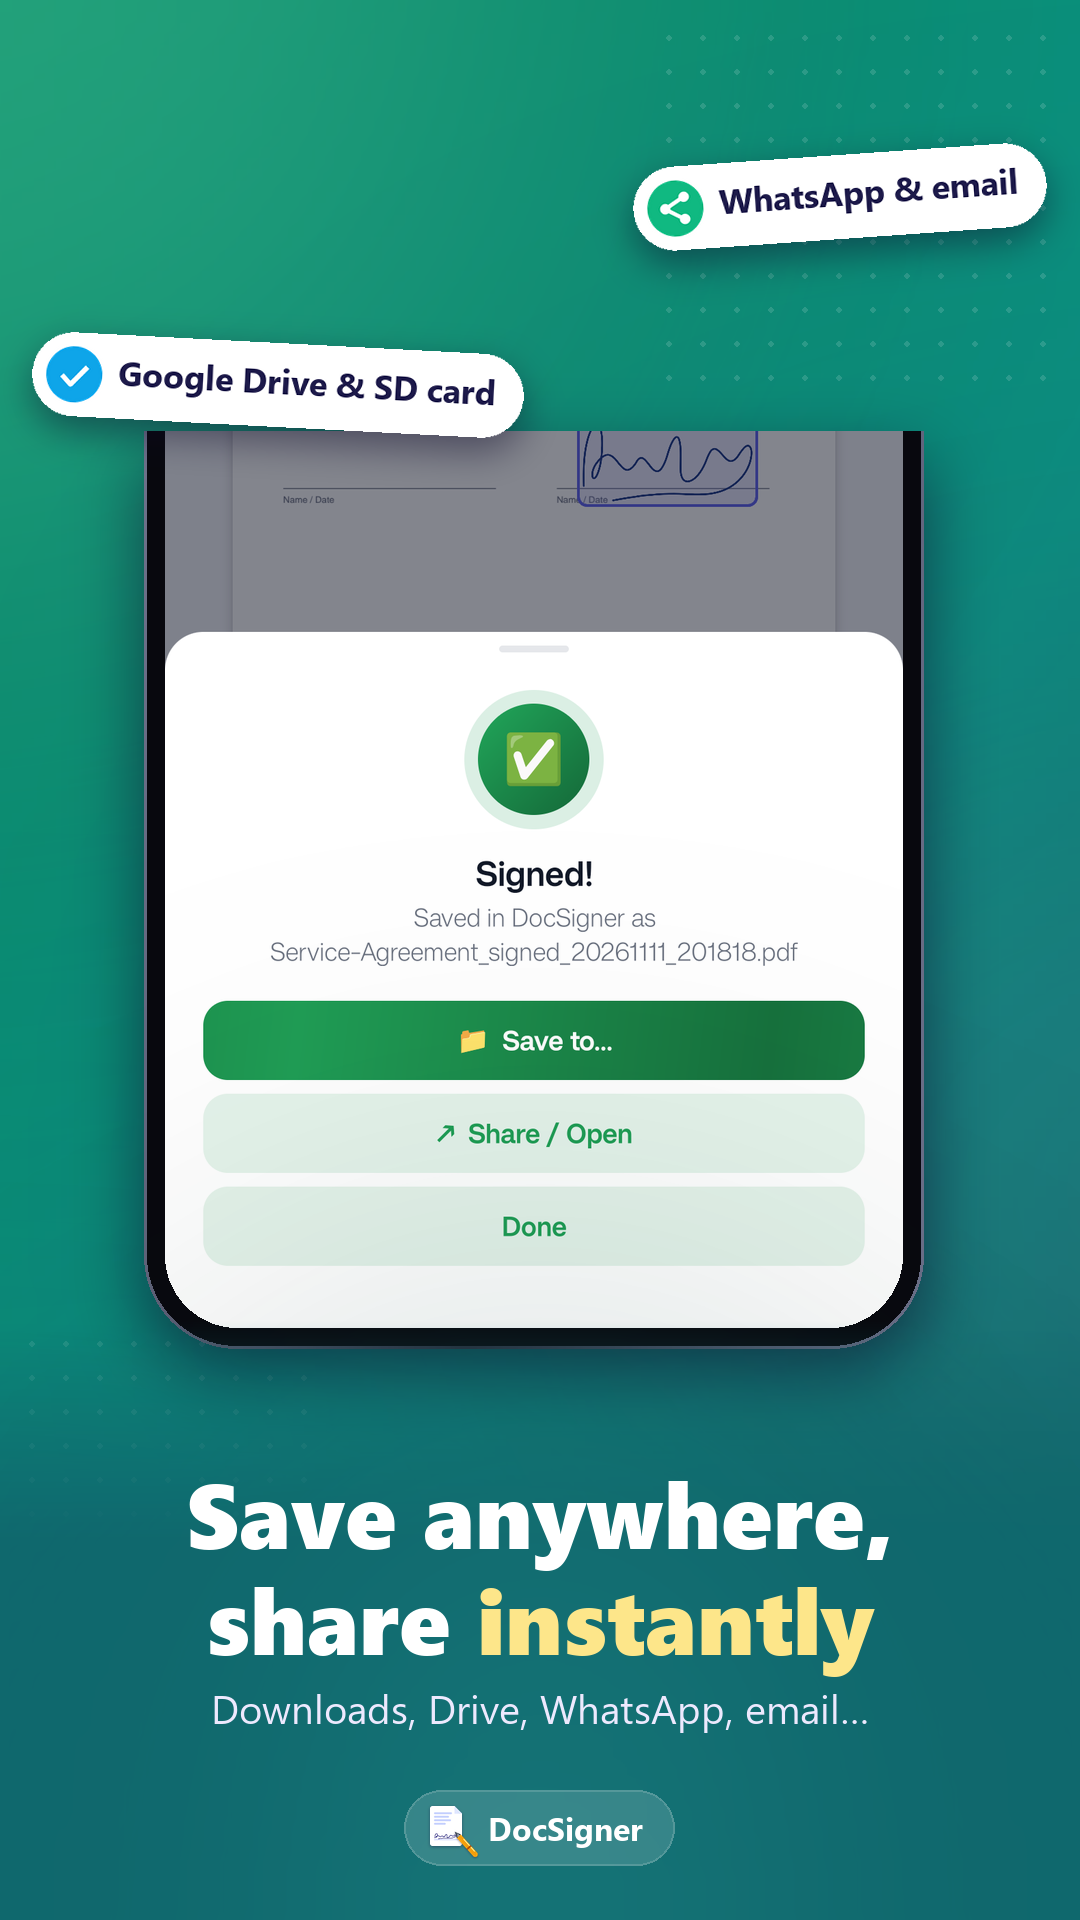 WhatsApp & email
Google Drive & SD card
Name / Date
Name / Date
Signed!
Saved in DocSigner as
Service-Agreement_signed_20261111_201818.pdf
Save to...
Share / Open
Done
Save anywhere,
share instantly
Downloads, Drive, WhatsApp, email...
DocSigner